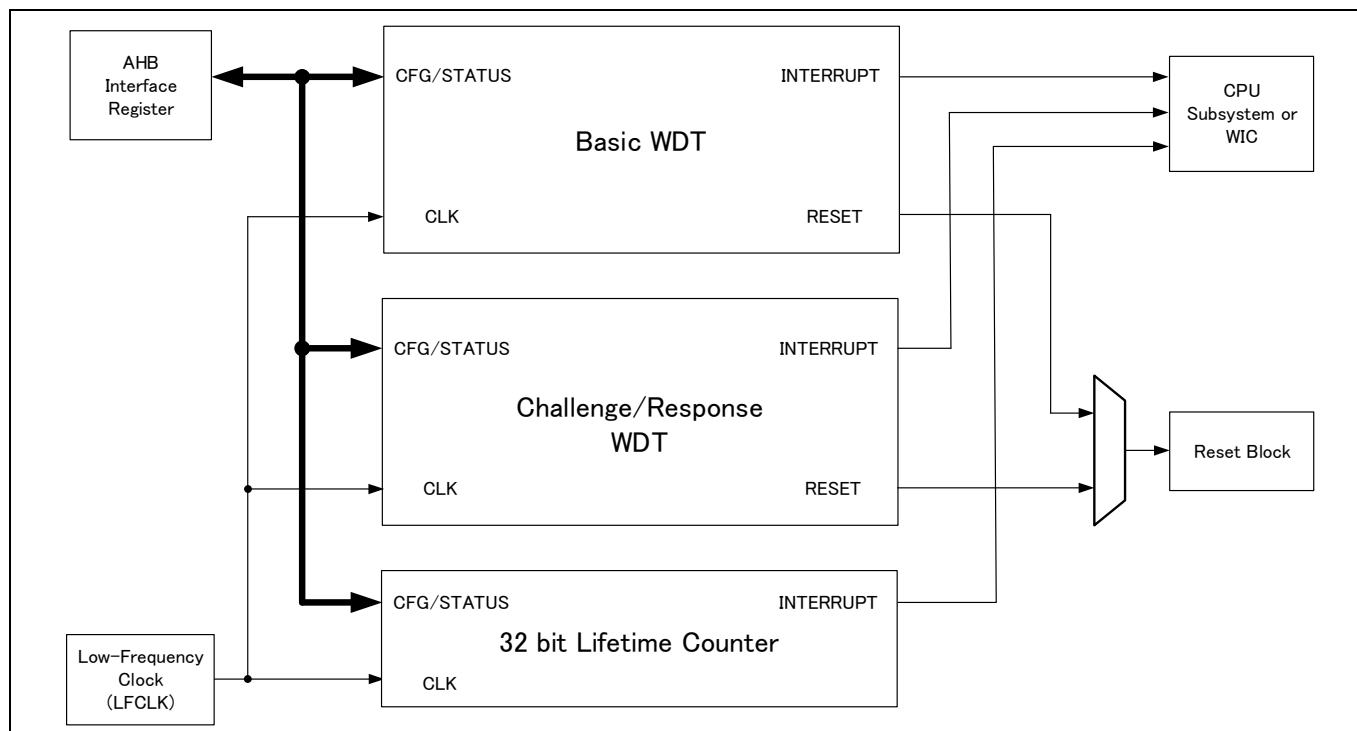 AHB
Interface
Register
CFG/STATUS
INTERRUPT
Basic WDT
CLK
RESET
CPU
Subsystem or
WIC
CFG/STATUS
INTERRUPT
Challenge/Response
WDT
CLK
RESET
Reset Block
CFG/STATUS
INTERRUPT
32 bit Lifetime Counter
CLK
Low-Frequency
Clock
(LFCLK)